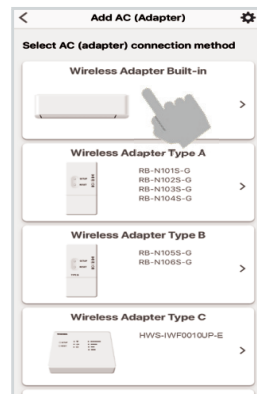 Add AC (Adapter)
Select AC (adapter) connection method
Wireless Adapter Built-in
Wireless Adapter Type A
RB-N101S-G
RB-N102S-G
RB-N103S-G
RB-N104S-G
Wireless Adapter Type B
RB-N105S-G
RB-N106S-G
Wireless Adapter Type C
HWS-IWF0010UP-E